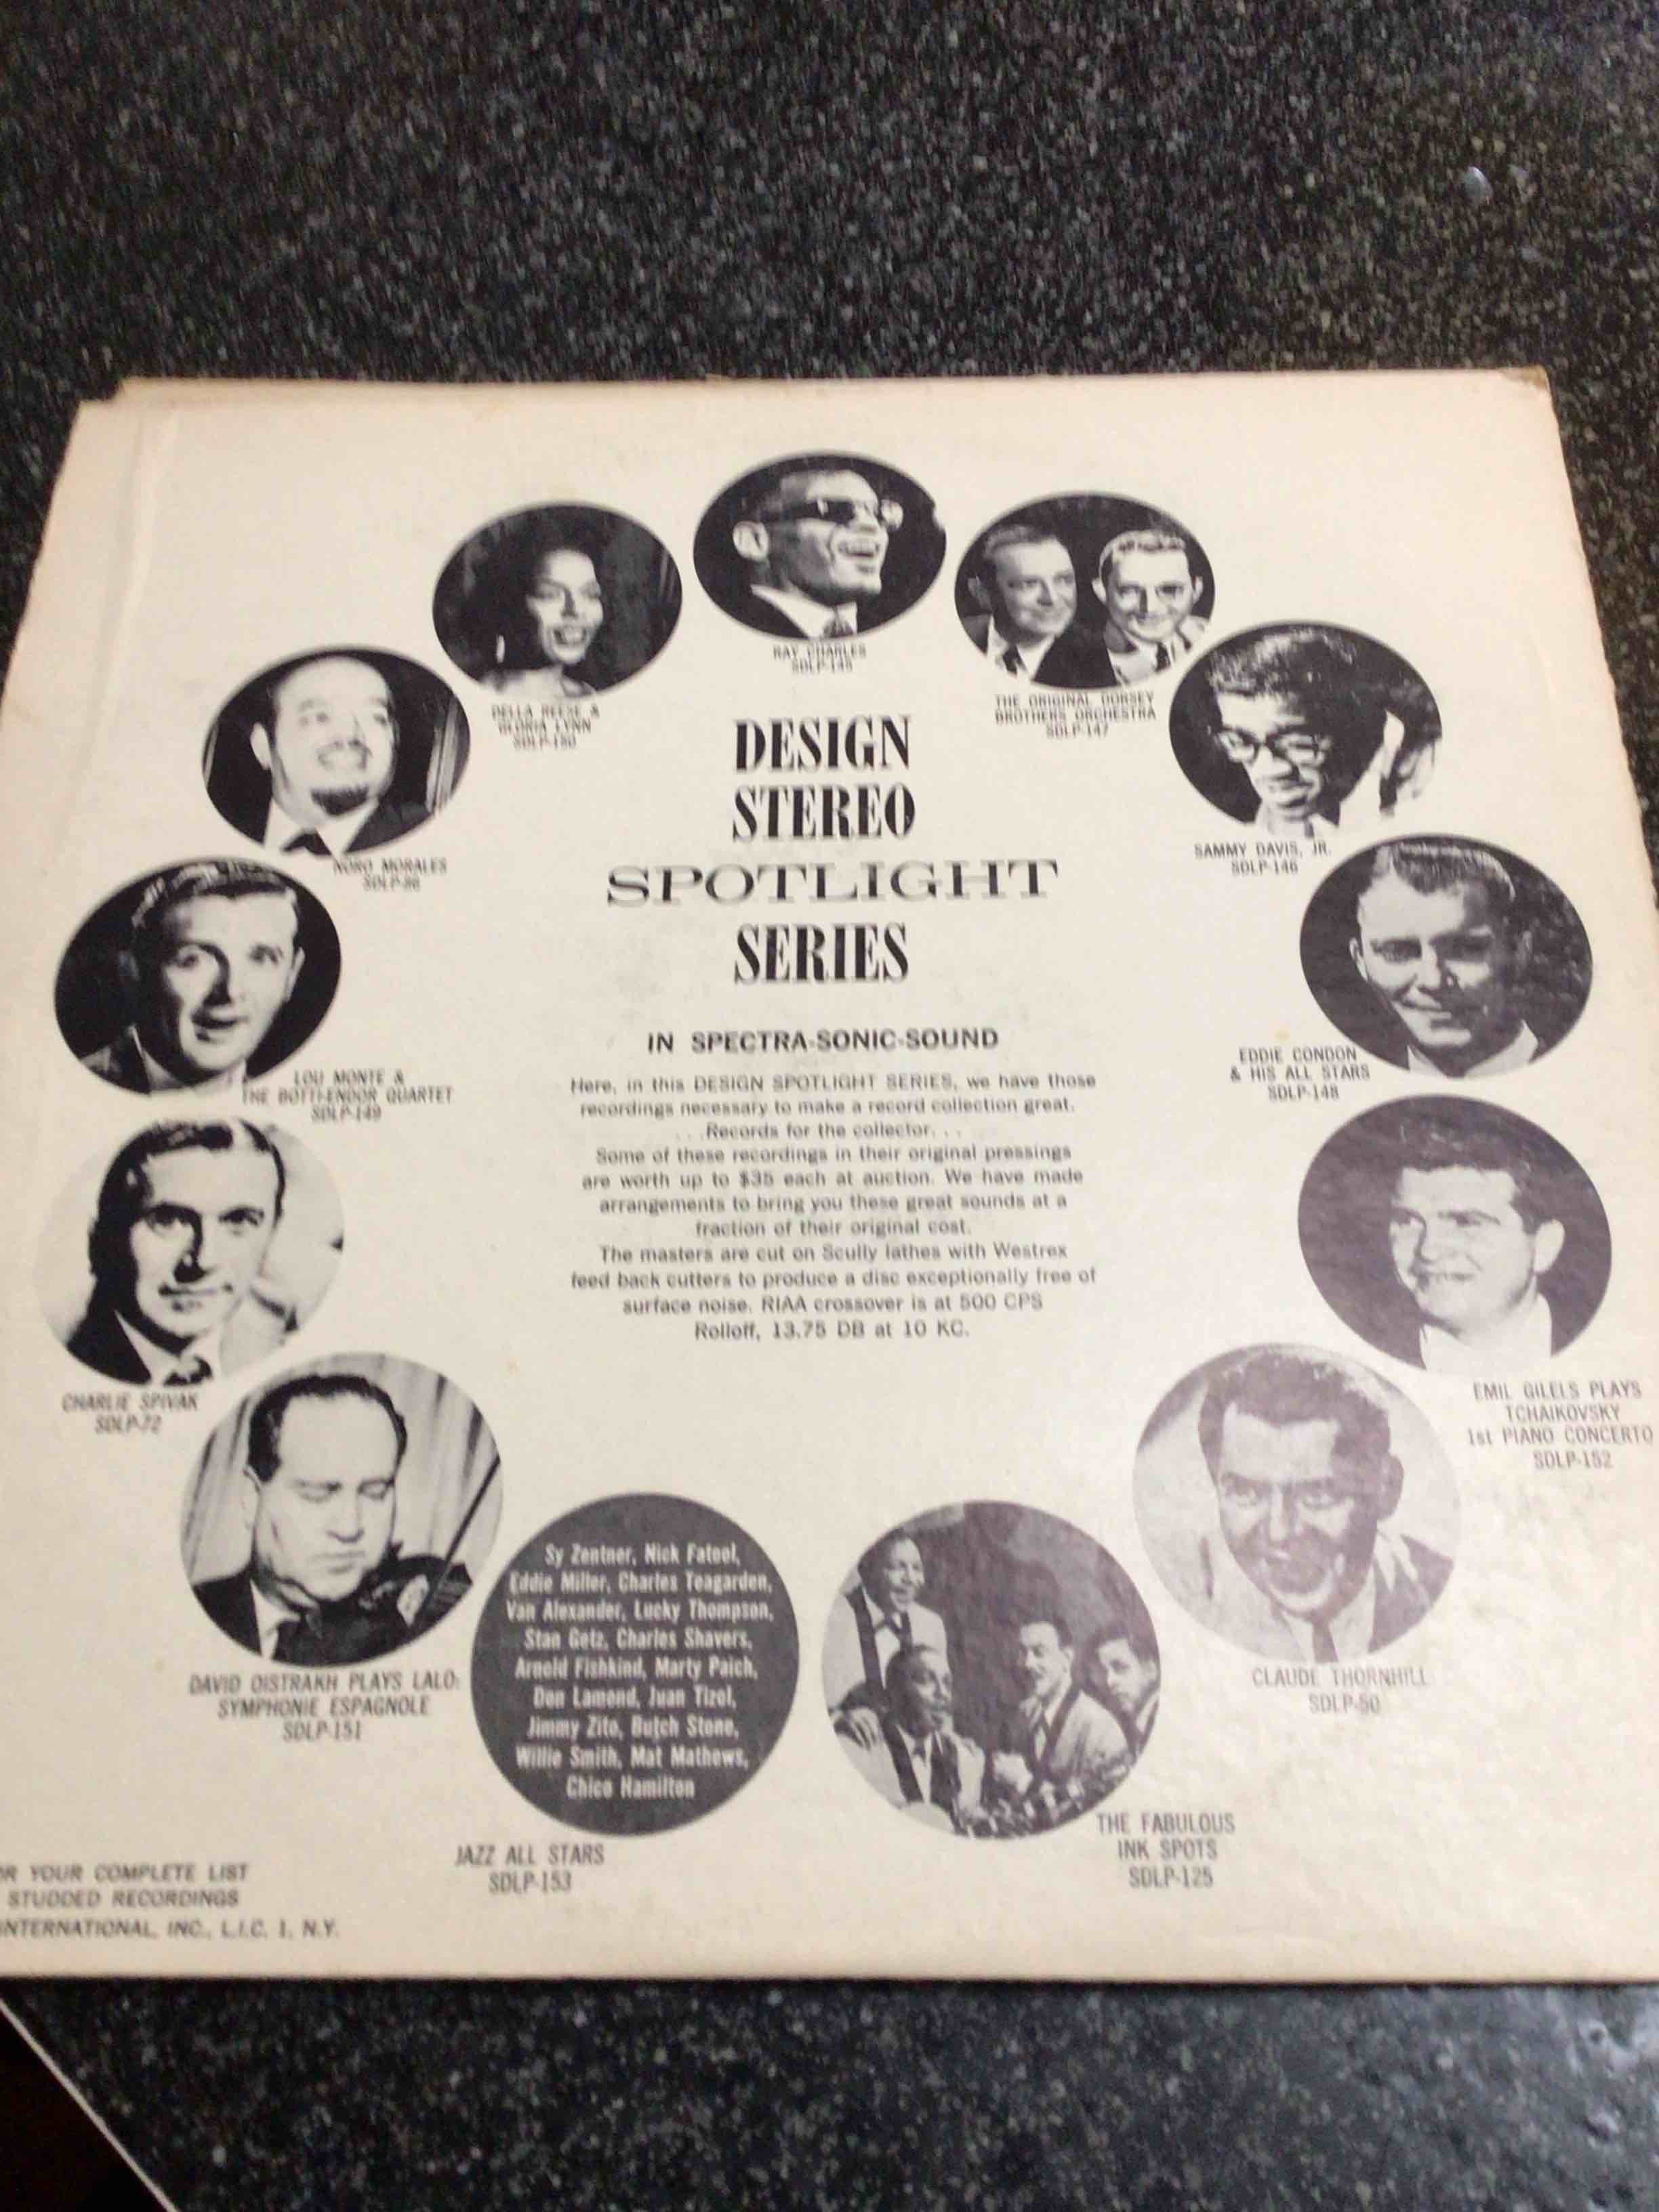 RAY CHARLES
SDLP-145
DELLA REESE &
GLORIA LYNN
SDLP-150
THE ORIGINAL DORSEY
BROTHERS ORCHESTRA
SDLP-147
NORO MORALES
SDLP-86
SAMMY DAVIS, JR.
SDLP-146
LOU MONTE &
THE BOTTI-ENDOR QUARTET
SDLP-149
EDDIE CONDON
& HIS ALL STARS
SDLP-148
DESIGN
STEREO
SPOTLIGHT
SERIES
IN SPECTRA-SONIC-SOUND
Here, in this DESIGN SPOTLIGHT SERIES, we have those
recordings necessary to make a record collection great.
. . . Records for the collector. . .
Some of these recordings in their original pressings
are worth up to $35 each at auction. We have made
arrangements to bring you these great sounds at a
fraction of their original cost.
The masters are cut on Scully lathes with Westrex
feed back cutters to produce a disc exceptionally free of
surface noise. RIAA crossover is at 500 CPS
Rolloff, 13.75 DB at 10 KC.
CHARLIE SPIVAK
SDLP-72
EMIL GILELS PLAYS
TCHAIKOVSKY
1st PIANO CONCERTO
SDLP-152
DAVID OISTRAKH PLAYS LALO:
SYMPHONIE ESPAGNOLE
SDLP-151
CLAUDE THORNHILL
SDLP-50
Sy Zentner, Nick Fatool,
Eddie Miller, Charles Teagarden,
Van Alexander, Lucky Thompson,
Stan Getz, Charles Shavers,
Arnold Fishkind, Marty Paich,
Don Lamond, Juan Tizol,
Jimmy Zito, Butch Stone,
Willie Smith, Mat Mathews,
Chico Hamilton
JAZZ ALL STARS
SDLP-153
THE FABULOUS
INK SPOTS
SDLP-125
OR YOUR COMPLETE LIST
STUDDED RECORDINGS
INTERNATIONAL, INC., L.I.C. 1, N.Y.